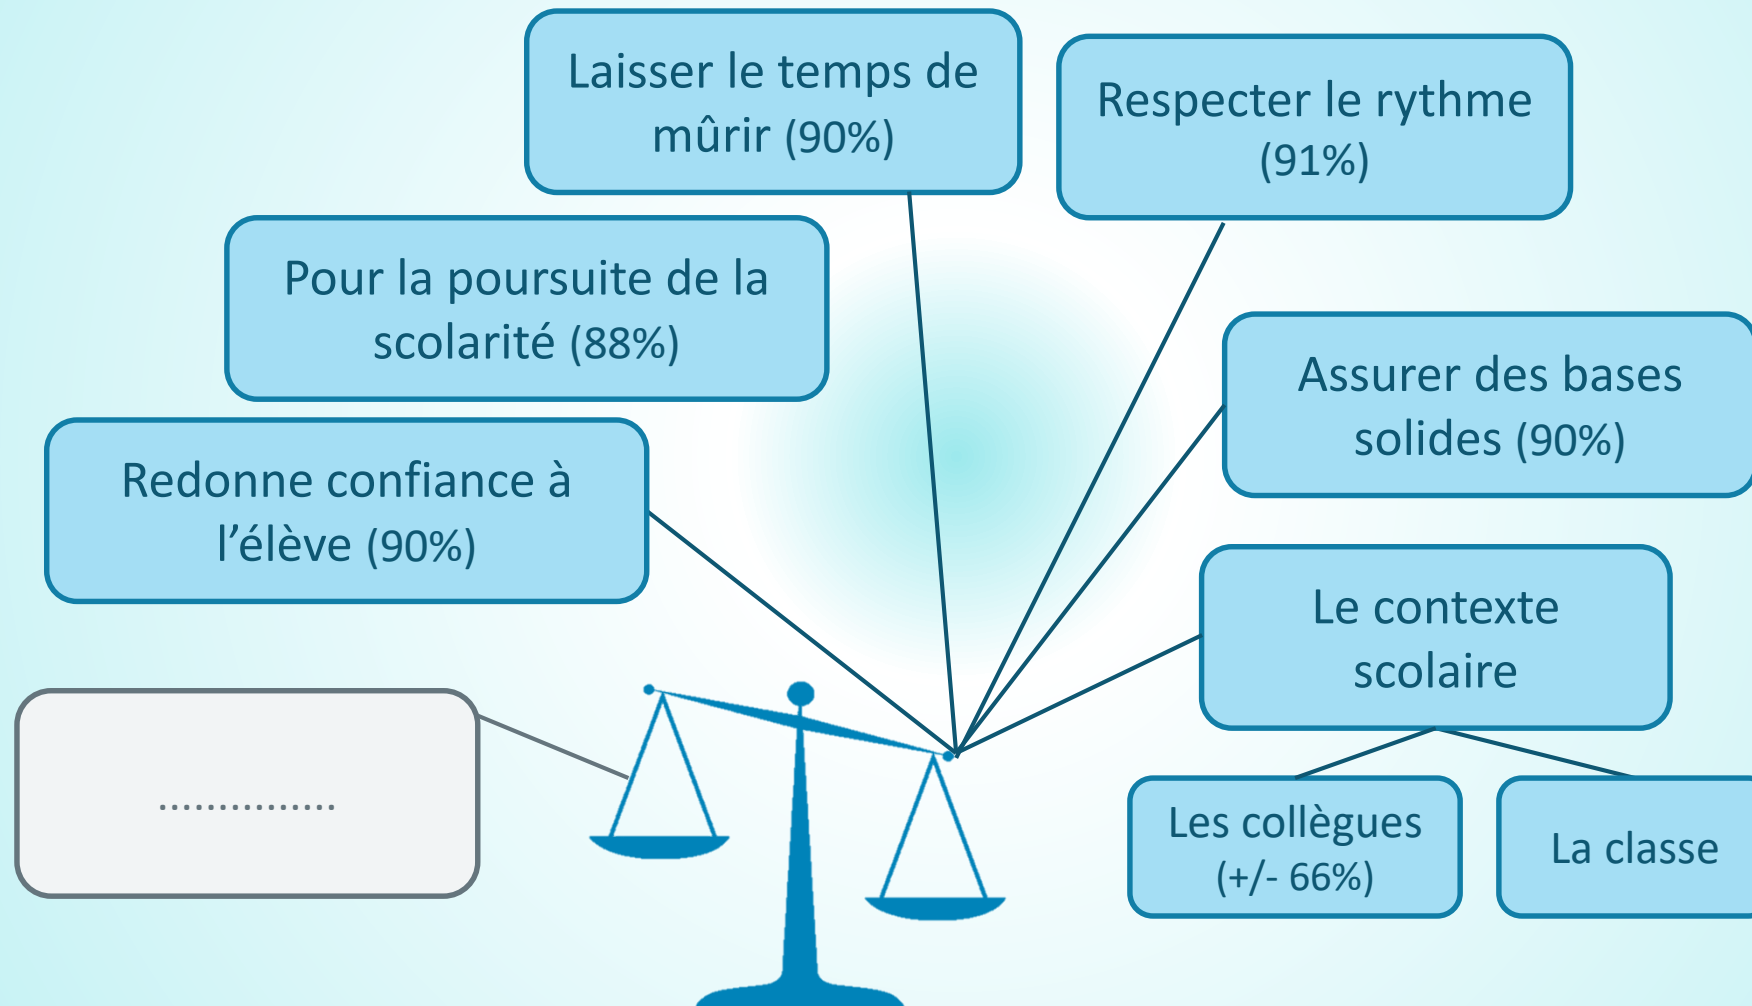 Laisser le temps de
mûrir (90%)
Respecter le rythme
(91%)
Pour la poursuite de la
scolarité (88%)
Assurer des bases
solides (90%)
Redonne confiance à
l’élève (90%)
Le contexte
scolaire
...............
Les collègues
(+/- 66%)
La classe